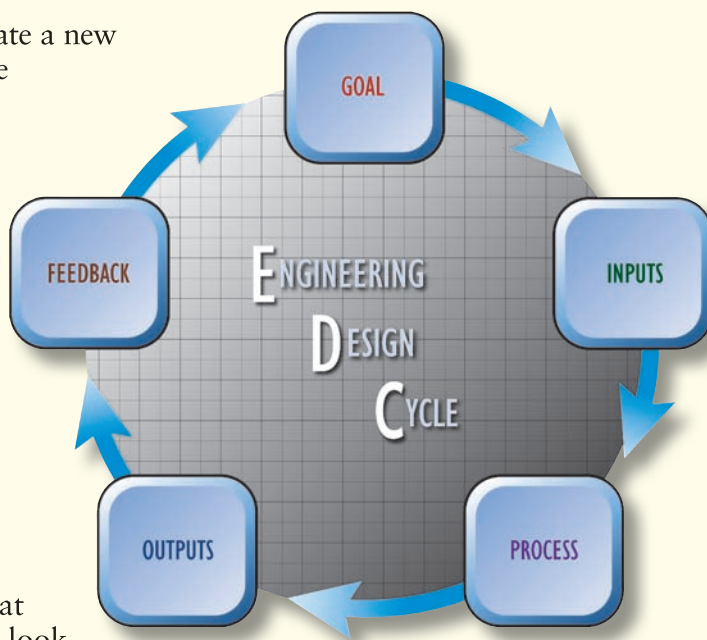 ate a new
e
GOAL
FEEDBACK
INPUTS
ENGINEERING
DESIGN
CYCLE
OUTPUTS
PROCESS
at
look